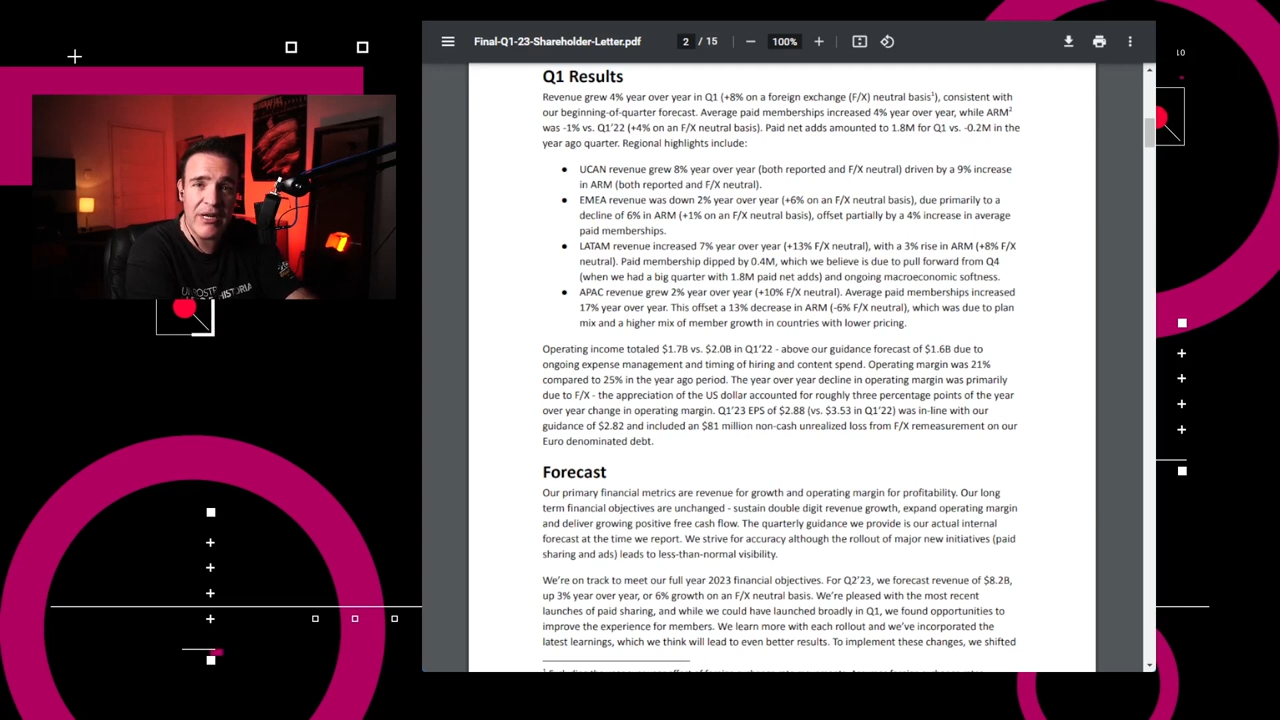 Final-Q1-23-Shareholder-Letter.pdf
2 / 15
100%
Q1 Results
Revenue grew 4% year over year in Q1 (+8% on a foreign exchange (F/X) neutral basis¹), consistent with
our beginning-of-quarter forecast. Average paid memberships increased 4% year over year, while ARM²
was -1% vs. Q1'22 (+4% on an F/X neutral basis). Paid net adds amounted to 1.8M for Q1 vs. -0.2M in the
year ago quarter. Regional highlights include:
● UCAN revenue grew 8% year over year (both reported and F/X neutral) driven by a 9% increase
in ARM (both reported and F/X neutral).
● EMEA revenue was down 2% year over year (+6% on an F/X neutral basis), due primarily to a
decline of 6% in ARM (+1% on an F/X neutral basis), offset partially by a 4% increase in average
paid memberships.
● LATAM revenue increased 7% year over year (+13% F/X neutral), with a 3% rise in ARM (+8% F/X
neutral). Paid membership dipped by 0.4M, which we believe is due to pull forward from Q4
(when we had a big quarter with 1.8M paid net adds) and ongoing macroeconomic softness.
● APAC revenue grew 2% year over year (+10% F/X neutral). Average paid memberships increased
17% year over year. This offset a 13% decrease in ARM (-6% F/X neutral), which was due to plan
mix and a higher mix of member growth in countries with lower pricing.
Operating income totaled $1.7B vs. $2.0B in Q1'22 - above our guidance forecast of $1.6B due to
ongoing expense management and timing of hiring and content spend. Operating margin was 21%
compared to 25% in the year ago period. The year over year decline in operating margin was primarily
due to F/X - the appreciation of the US dollar accounted for roughly three percentage points of the year
over year change in operating margin. Q1'23 EPS of $2.88 (vs. $3.53 in Q1'22) was in-line with our
guidance of $2.82 and included an $81 million non-cash unrealized loss from F/X remeasurement on our
Euro denominated debt.
Forecast
Our primary financial metrics are revenue for growth and operating margin for profitability. Our long
term financial objectives are unchanged - sustain double digit revenue growth, expand operating margin
and deliver growing positive free cash flow. The quarterly guidance we provide is our actual internal
forecast at the time we report. We strive for accuracy although the rollout of major new initiatives (paid
sharing and ads) leads to less-than-normal visibility.
We're on track to meet our full year 2023 financial objectives. For Q2'23, we forecast revenue of $8.2B,
up 3% year over year, or 6% growth on an F/X neutral basis. We're pleased with the most recent
launches of paid sharing, and while we could have launched broadly in Q1, we found opportunities to
improve the experience for members. We learn more with each rollout and we've incorporated the
latest learnings, which we think will lead to even better results. To implement these changes, we shifted